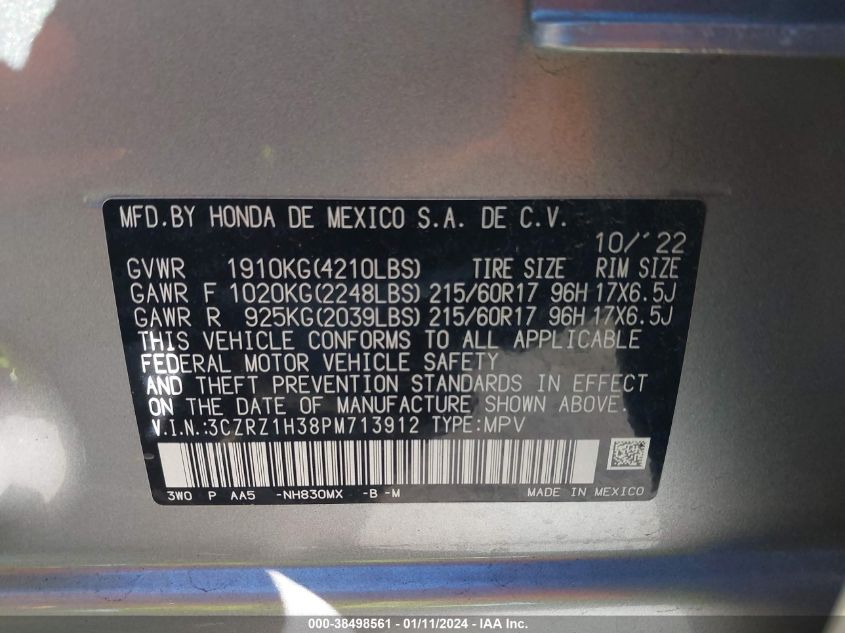 MFD.BY HONDA DE MEXICO S.A. DE C.V.
10/'22
GVWR 1910KG(4210LBS) TIRE SIZE RIM SIZE
GAWR F 1020KG(2248LBS) 215/60R17 96H 17X6.5J
GAWR R 925KG(2039LBS) 215/60R17 96H 17X6.5J
THIS VEHICLE CONFORMS TO ALL APPLICABLE
FEDERAL MOTOR VEHICLE SAFETY
AND THEFT PREVENTION STANDARDS IN EFFECT
ON THE DATE OF MANUFACTURE SHOWN ABOVE.
V.I.N.:3CZRZ1H38PM713912 TYPE:MPV
3W0 P AA5 -NH830MX -B -M MADE IN MEXICO
000-38498561 - 01/11/2024 - IAA Inc.